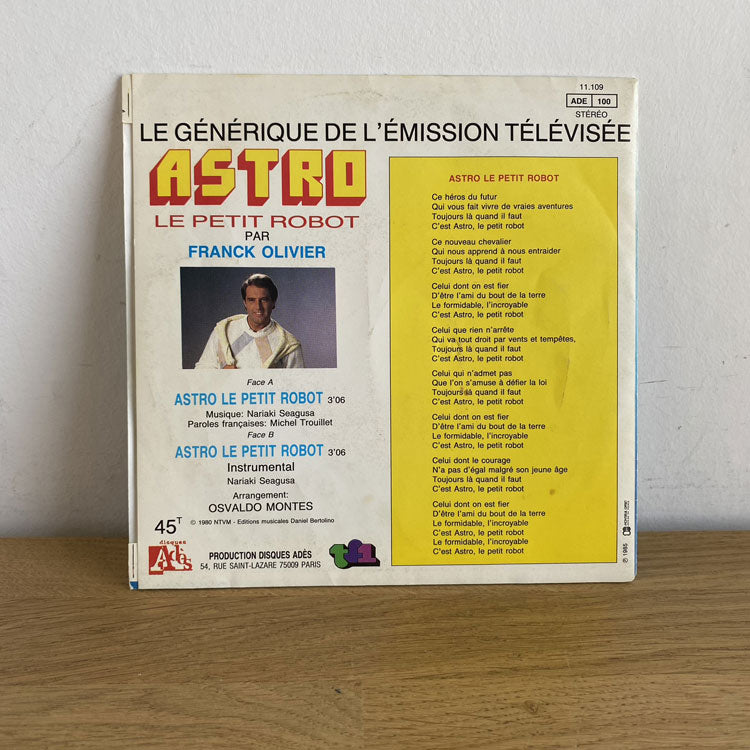 11.109
ADE 100
STÉRÉO
LE GÉNÉRIQUE DE L'ÉMISSION TÉLÉVISÉE
ASTRO
LE PETIT ROBOT
PAR
FRANCK OLIVIER
Face A
ASTRO LE PETIT ROBOT 3'06
Musique: Nariaki Seagusa
Paroles françaises: Michel Trouillet
Face B
ASTRO LE PETIT ROBOT 3'06
Instrumental
Nariaki Seagusa
Arrangement:
OSVALDO MONTES
45T
© 1980 NTVM - Editions musicales Daniel Bertolino
disques
Adès
PRODUCTION DISQUES ADÈS
54, RUE SAINT-LAZARE 75009 PARIS
tf1
ASTRO LE PETIT ROBOT
Ce héros du futur
Qui vous fait vivre de vraies aventures
Toujours là quand il faut
C'est Astro, le petit robot
Ce nouveau chevalier
Qui nous apprend à nous entraider
Toujours là quand il faut
C'est Astro, le petit robot
Celui dont on est fier
D'être l'ami du bout de la terre
Le formidable, l'incroyable
C'est Astro, le petit robot
Celui que rien n'arrête
Qui va tout droit par vents et tempêtes,
Toujours là quand il faut
C'est Astro, le petit robot
Celui qui n'admet pas
Que l'on s'amuse à défier la loi
Toujours là quand il faut
C'est Astro, le petit robot
Celui dont on est fier
D'être l'ami du bout de la terre
Le formidable, l'incroyable
C'est Astro, le petit robot
Celui dont le courage
N'a pas d'égal malgré son jeune âge
Toujours là quand il faut
C'est Astro, le petit robot
Celui dont on est fier
D'être l'ami du bout de la terre
Le formidable, l'incroyable
C'est Astro, le petit robot
Le formidable, l'incroyable
C'est Astro, le petit robot
℗ 1985